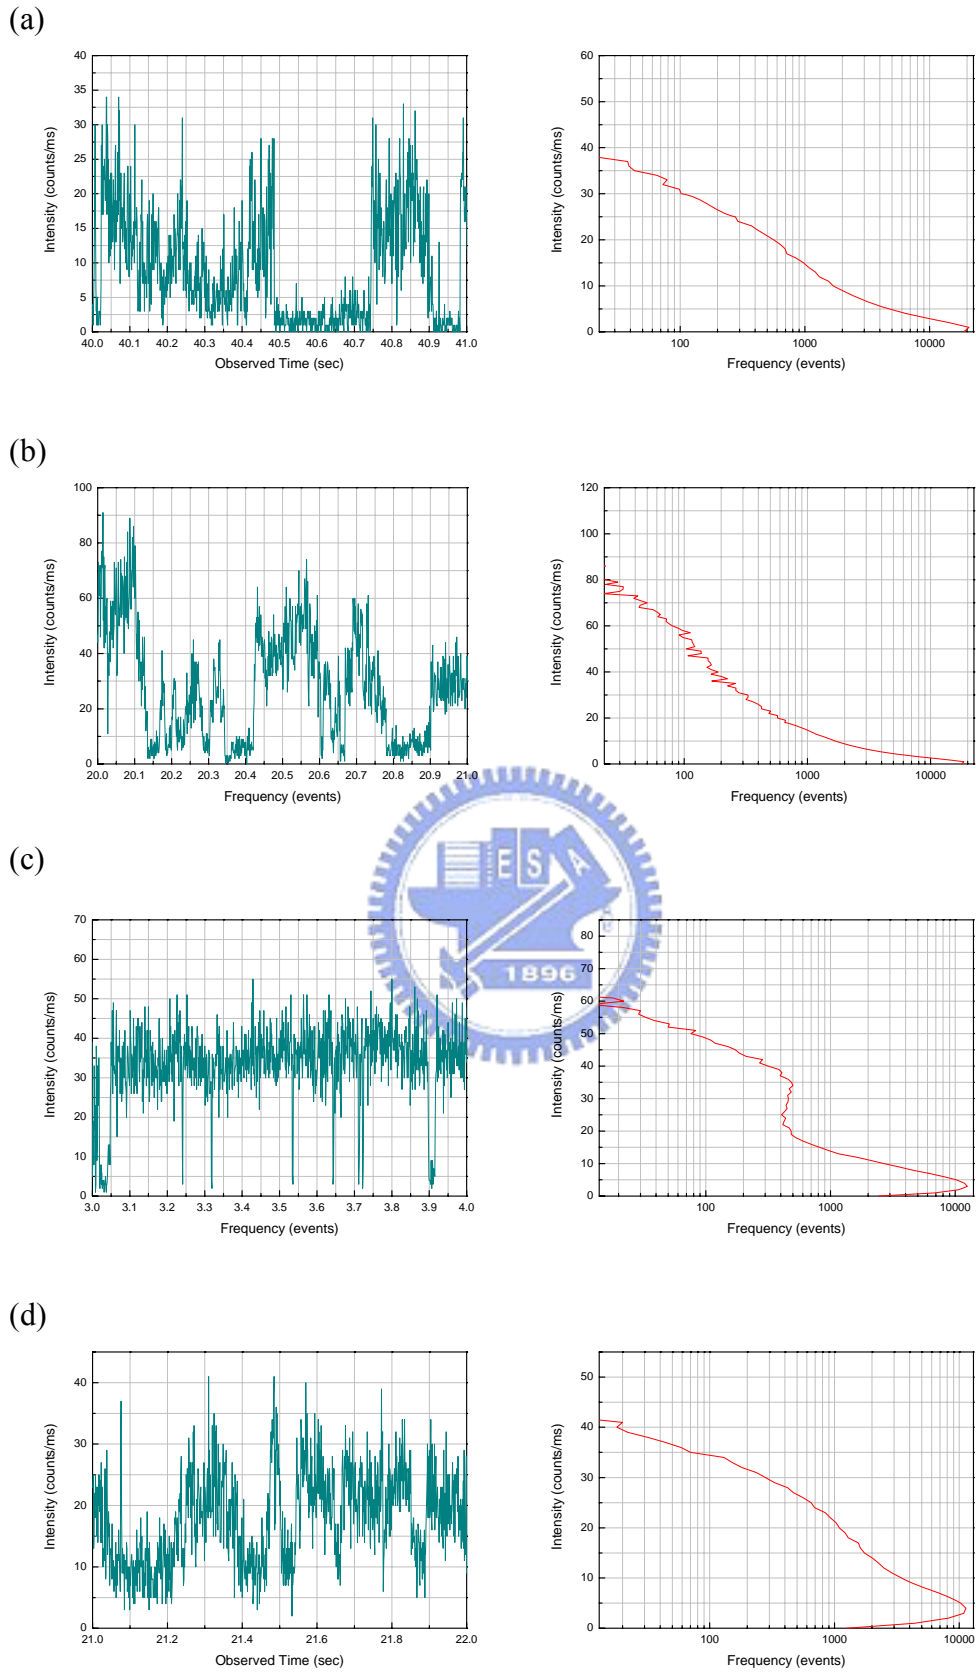 (a)
40
35
30
25
20
15
10
5
0
Intensity (counts/ms)
40.0 40.1 40.2 40.3 40.4 40.5 40.6 40.7 40.8 40.9 41.0
Observed Time (sec)
60
50
40
30
20
10
0
Intensity (counts/ms)
100 1000 10000
Frequency (events)
(b)
100
80
60
40
20
0
Intensity (counts/ms)
20.0 20.1 20.2 20.3 20.4 20.5 20.6 20.7 20.8 20.9 21.0
Frequency (events)
120
100
80
60
40
20
0
Intensity (counts/ms)
100 1000 10000
Frequency (events)
(c)
70
60
50
40
30
20
10
0
Intensity (counts/ms)
3.0 3.1 3.2 3.3 3.4 3.5 3.6 3.7 3.8 3.9 4.0
Frequency (events)
80
70
60
50
40
30
20
10
0
Intensity (counts/ms)
100 1000 10000
Frequency (events)
E S A
1896
(d)
40
30
20
10
0
Intensity (counts/ms)
21.0 21.2 21.4 21.6 21.8 22.0
Observed Time (sec)
50
40
30
20
10
0
Intensity (counts/ms)
100 1000 10000
Frequency (events)